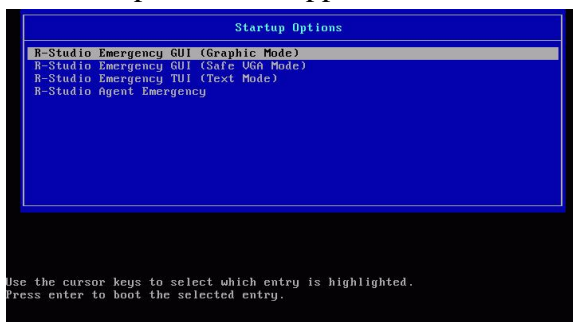 Startup Options
R-Studio Emergency GUI (Graphic Mode)
R-Studio Emergency GUI (Safe VGA Mode)
R-Studio Emergency TUI (Text Mode)
R-Studio Agent Emergency
Use the cursor keys to select which entry is highlighted.
Press enter to boot the selected entry.